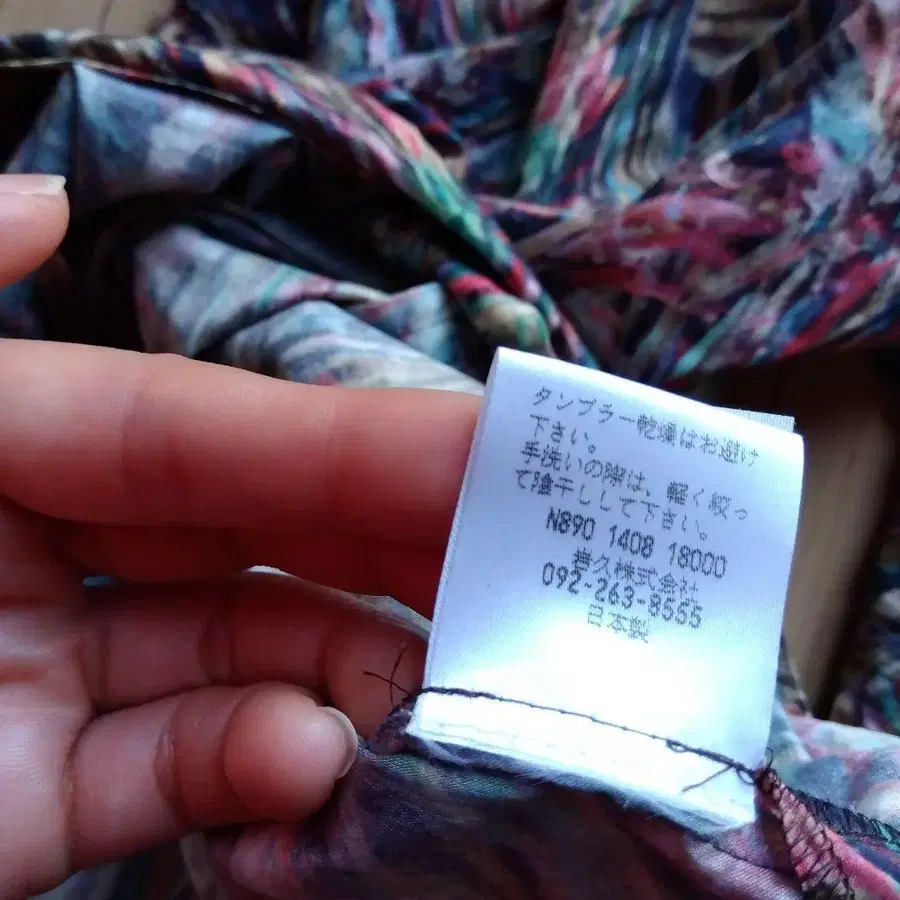 タンブラー乾燥はお避け
下さい。
手洗いの際は、軽く絞っ
て陰干しして下さい。
N890 1408 18000
久株式会社
092-263-8555
日本製